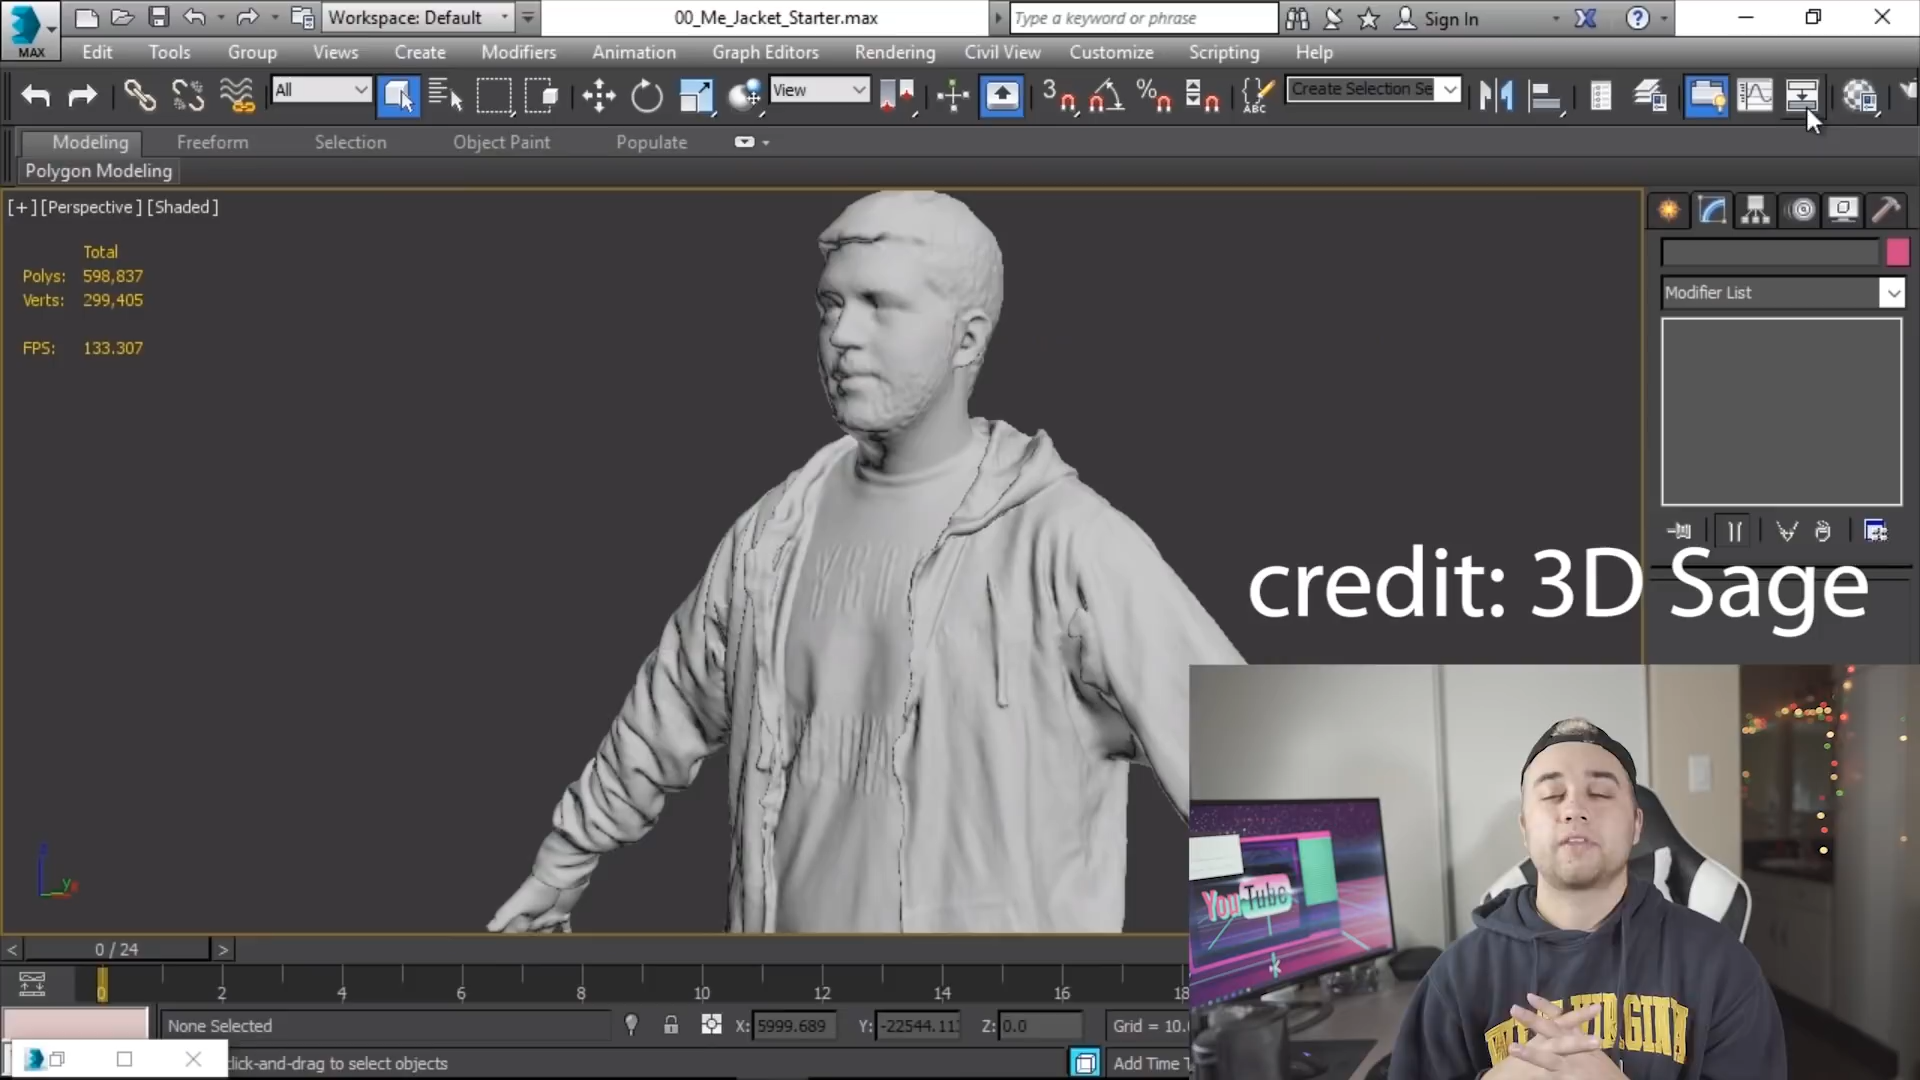 MAX
Workspace: Default
00_Me_Jacket_Starter.max
Type a keyword or phrase
Sign In
Edit Tools Group Views Create Modifiers Animation Graph Editors Rendering Civil View Customize Scripting Help
All
View
3
%
ABC
Create Selection Se
Modeling Freeform Selection Object Paint Populate
Polygon Modeling
[+] [Perspective ] [Shaded ]
Total
Polys: 598,837
Verts: 299,405
FPS: 133.307
Modifier List
credit: 3D Sage
YouTube
0 / 24
0 2 4 6 8 10 12 14 16 18
None Selected
X: 5999.689
Y: -22544.11
Z: 0.0
Grid = 10.
lick-and-drag to select objects
Add Time T